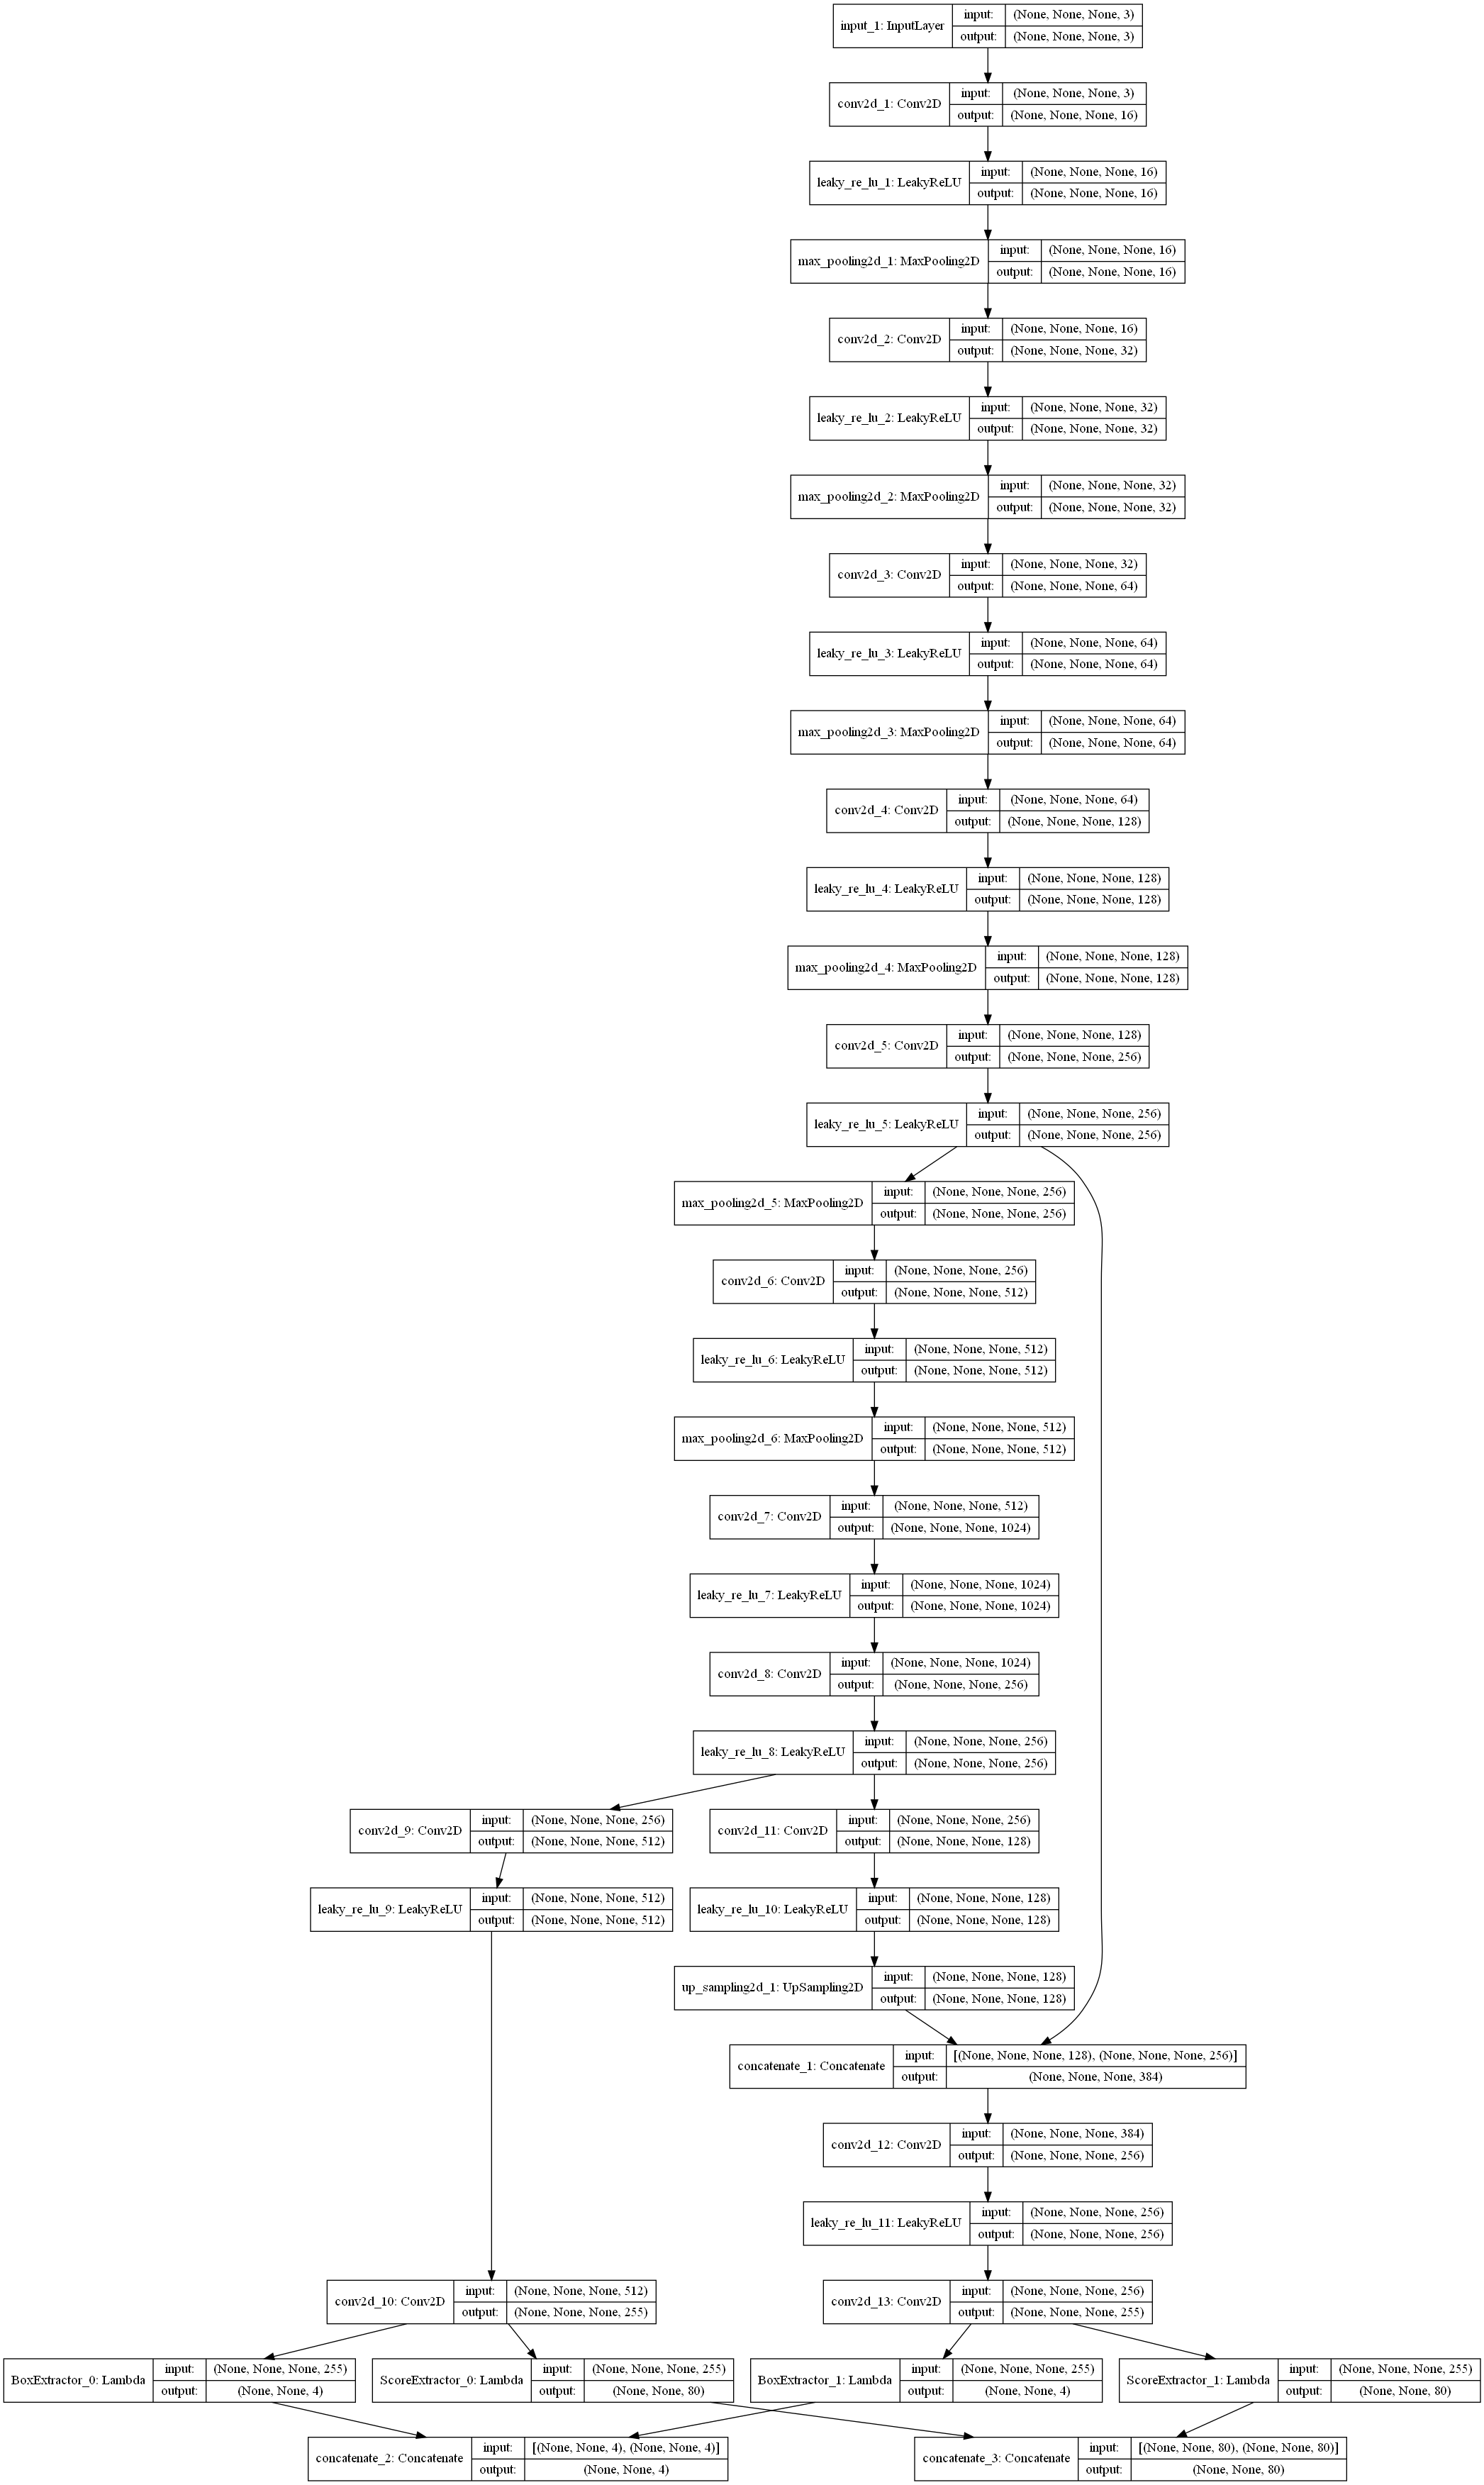 input_1: InputLayer
input: (None, None, None, 3)
output: (None, None, None, 3)
conv2d_1: Conv2D
input: (None, None, None, 3)
output: (None, None, None, 16)
leaky_re_lu_1: LeakyReLU
input: (None, None, None, 16)
output: (None, None, None, 16)
max_pooling2d_1: MaxPooling2D
input: (None, None, None, 16)
output: (None, None, None, 16)
conv2d_2: Conv2D
input: (None, None, None, 16)
output: (None, None, None, 32)
leaky_re_lu_2: LeakyReLU
input: (None, None, None, 32)
output: (None, None, None, 32)
max_pooling2d_2: MaxPooling2D
input: (None, None, None, 32)
output: (None, None, None, 32)
conv2d_3: Conv2D
input: (None, None, None, 32)
output: (None, None, None, 64)
leaky_re_lu_3: LeakyReLU
input: (None, None, None, 64)
output: (None, None, None, 64)
max_pooling2d_3: MaxPooling2D
input: (None, None, None, 64)
output: (None, None, None, 64)
conv2d_4: Conv2D
input: (None, None, None, 64)
output: (None, None, None, 128)
leaky_re_lu_4: LeakyReLU
input: (None, None, None, 128)
output: (None, None, None, 128)
max_pooling2d_4: MaxPooling2D
input: (None, None, None, 128)
output: (None, None, None, 128)
conv2d_5: Conv2D
input: (None, None, None, 128)
output: (None, None, None, 256)
leaky_re_lu_5: LeakyReLU
input: (None, None, None, 256)
output: (None, None, None, 256)
max_pooling2d_5: MaxPooling2D
input: (None, None, None, 256)
output: (None, None, None, 256)
conv2d_6: Conv2D
input: (None, None, None, 256)
output: (None, None, None, 512)
leaky_re_lu_6: LeakyReLU
input: (None, None, None, 512)
output: (None, None, None, 512)
max_pooling2d_6: MaxPooling2D
input: (None, None, None, 512)
output: (None, None, None, 512)
conv2d_7: Conv2D
input: (None, None, None, 512)
output: (None, None, None, 1024)
leaky_re_lu_7: LeakyReLU
input: (None, None, None, 1024)
output: (None, None, None, 1024)
conv2d_8: Conv2D
input: (None, None, None, 1024)
output: (None, None, None, 256)
leaky_re_lu_8: LeakyReLU
input: (None, None, None, 256)
output: (None, None, None, 256)
conv2d_9: Conv2D
input: (None, None, None, 256)
output: (None, None, None, 512)
conv2d_11: Conv2D
input: (None, None, None, 256)
output: (None, None, None, 128)
leaky_re_lu_9: LeakyReLU
input: (None, None, None, 512)
output: (None, None, None, 512)
leaky_re_lu_10: LeakyReLU
input: (None, None, None, 128)
output: (None, None, None, 128)
up_sampling2d_1: UpSampling2D
input: (None, None, None, 128)
output: (None, None, None, 128)
concatenate_1: Concatenate
input: [(None, None, None, 128), (None, None, None, 256)]
output: (None, None, None, 384)
conv2d_12: Conv2D
input: (None, None, None, 384)
output: (None, None, None, 256)
leaky_re_lu_11: LeakyReLU
input: (None, None, None, 256)
output: (None, None, None, 256)
conv2d_10: Conv2D
input: (None, None, None, 512)
output: (None, None, None, 255)
conv2d_13: Conv2D
input: (None, None, None, 256)
output: (None, None, None, 255)
BoxExtractor_0: Lambda
input: (None, None, None, 255)
output: (None, None, 4)
ScoreExtractor_0: Lambda
input: (None, None, None, 255)
output: (None, None, 80)
BoxExtractor_1: Lambda
input: (None, None, None, 255)
output: (None, None, 4)
ScoreExtractor_1: Lambda
input: (None, None, None, 255)
output: (None, None, 80)
concatenate_2: Concatenate
input: [(None, None, 4), (None, None, 4)]
output: (None, None, 4)
concatenate_3: Concatenate
input: [(None, None, 80), (None, None, 80)]
output: (None, None, 80)